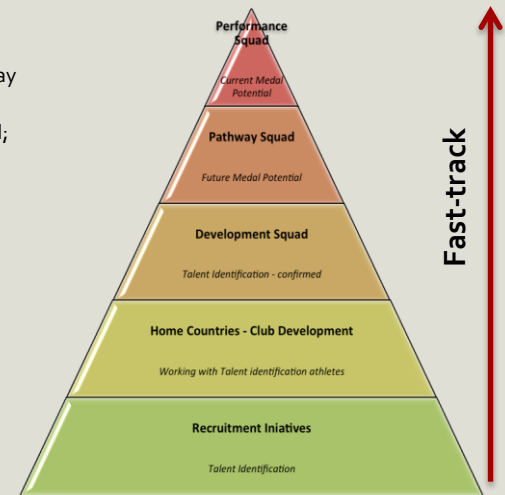 ay
l;
Performance
Squad
Current Medal
Potential
Pathway Squad
Future Medal Potential
Development Squad
Talent Identification - confirmed
Home Countries - Club Development
Working with Talent identification athletes
Recruitment Iniatives
Talent Identification
Fast-track